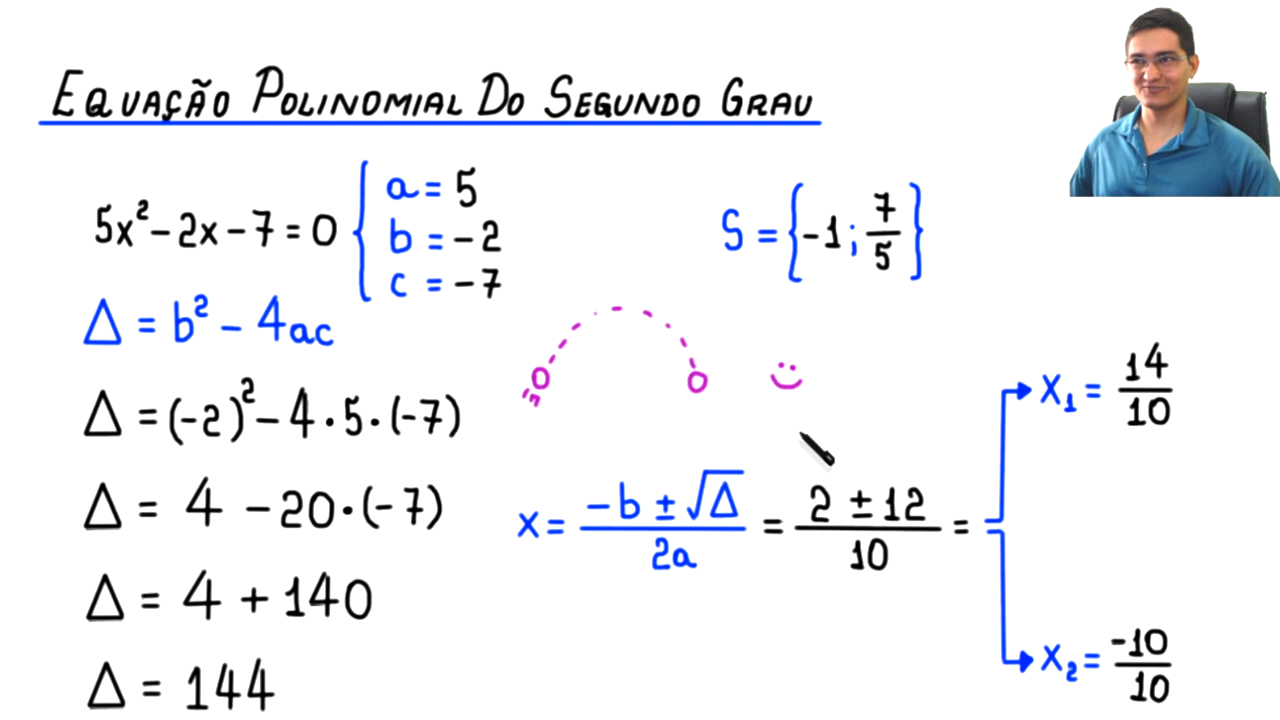 EQUAÇÃO POLINOMIAL DO SEGUNDO GRAU
5x² - 2x - 7 = 0 { a = 5
b = -2
c = -7
S = { -1 ; 7/5 }
Δ = b² - 4ac
Δ = (-2)² - 4 · 5 · (-7)
Δ = 4 - 20 · (-7)
Δ = 4 + 140
Δ = 144
x = (-b ± √Δ)/2a = (2 ± 12)/10 =
x₁ = 14/10
x₂ = -10/10